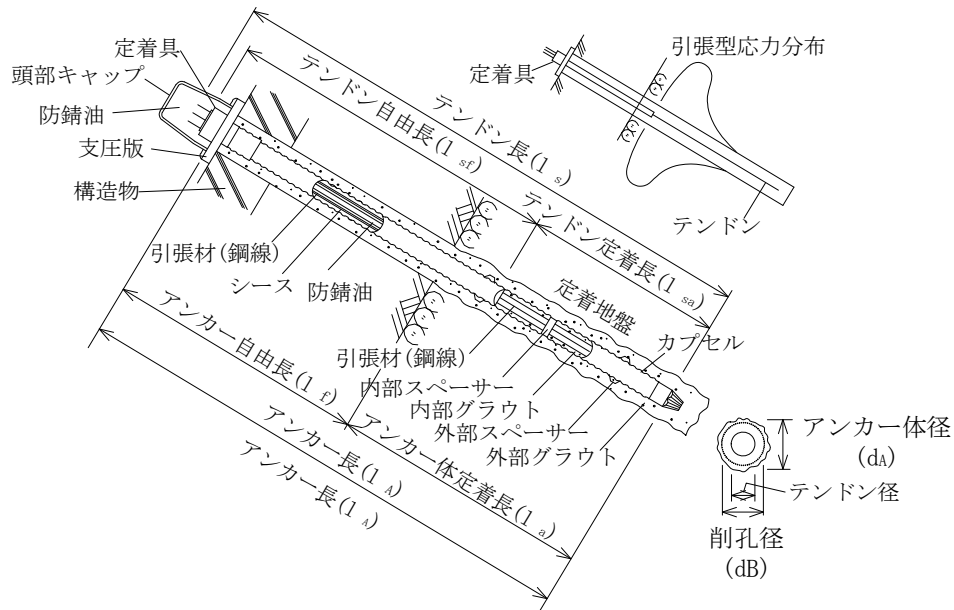 定着具
頭部キャップ
防錆油
支圧版
構造物
引張材(鋼線)
シース 防錆油
テンドン長(l s)
テンドン自由長(l sf)
テンドン定着長(l sa)
定着地盤
カプセル
引張材(鋼線)
内部スペーサー
内部グラウト
外部スペーサー
外部グラウト
アンカー自由長(l f)
アンカー体定着長(l a)
アンカー長(l A)
アンカー長(l A)
引張型応力分布
定着具
テンドン
アンカー体径
(dA)
テンドン径
削孔径
(dB)